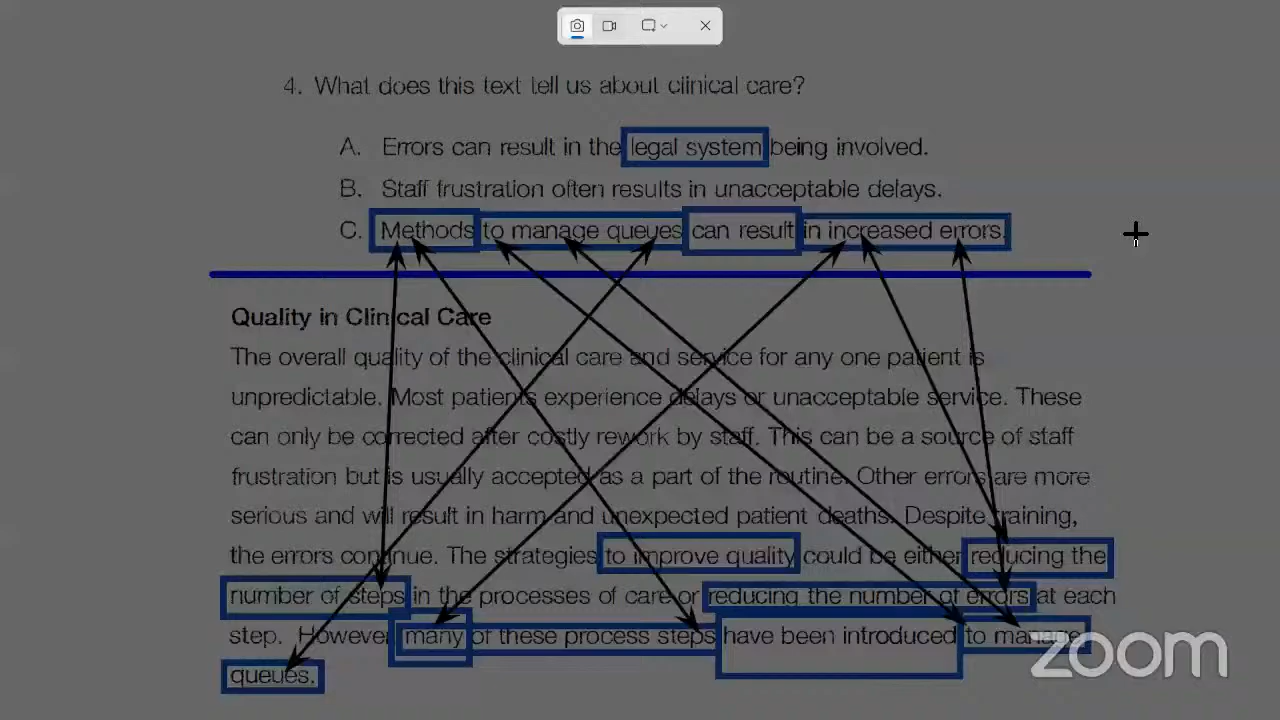 4. What does this text tell us about clinical care?
A. Errors can result in the legal system being involved.
B. Staff frustration often results in unacceptable delays.
C. Methods to manage queues can result in increased errors.
Quality in Clinical Care
The overall quality of the clinical care and service for any one patient is
unpredictable. Most patients experience delays or unacceptable service. These
can only be corrected after costly rework by staff. This can be a source of staff
frustration but is usually accepted as a part of the routine. Other errors are more
serious and will result in harm and unexpected patient deaths. Despite training,
the errors continue. The strategies to improve quality could be either reducing the
number of steps in the processes of care or reducing the number of errors at each
step. However many of these process steps have been introduced to manage
queues.
zoom